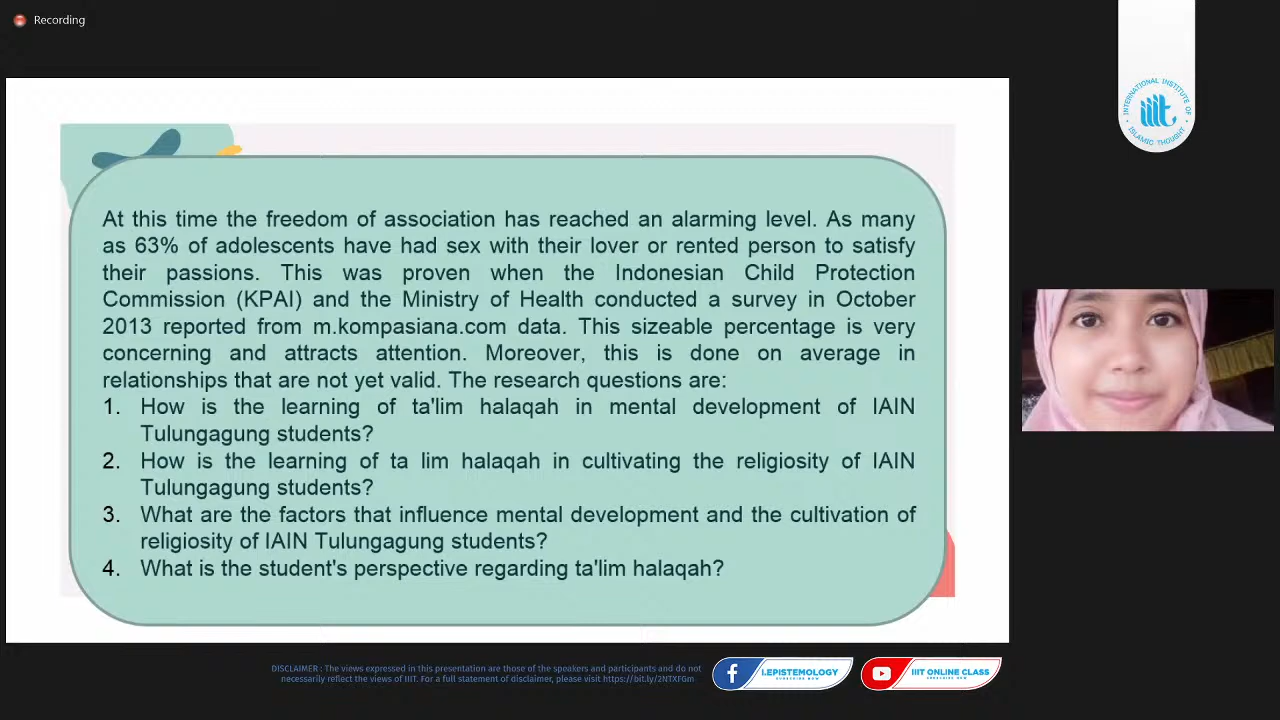 Recording
At this time the freedom of association has reached an alarming level. As many
as 63% of adolescents have had sex with their lover or rented person to satisfy
their passions. This was proven when the Indonesian Child Protection
Commission (KPAI) and the Ministry of Health conducted a survey in October
2013 reported from m.kompasiana.com data. This sizeable percentage is very
concerning and attracts attention. Moreover, this is done on average in
relationships that are not yet valid. The research questions are:
1. How is the learning of ta'lim halaqah in mental development of IAIN
Tulungagung students?
2. How is the learning of ta lim halaqah in cultivating the religiosity of IAIN
Tulungagung students?
3. What are the factors that influence mental development and the cultivation of
religiosity of IAIN Tulungagung students?
4. What is the student's perspective regarding ta'lim halaqah?
INTERNATIONAL INSTITUTE OF
ISLAMIC THOUGHT
iiit
DISCLAIMER : The views expressed in this presentation are those of the speakers and participants and do not
necessarily reflect the views of IIIT. For a full statement of disclaimer, please visit https://bit.ly/2NTXFGm
I.EPISTEMOLOGY
SUBSCRIBE NOW
IIIT ONLINE CLASS
SUBSCRIBE NOW